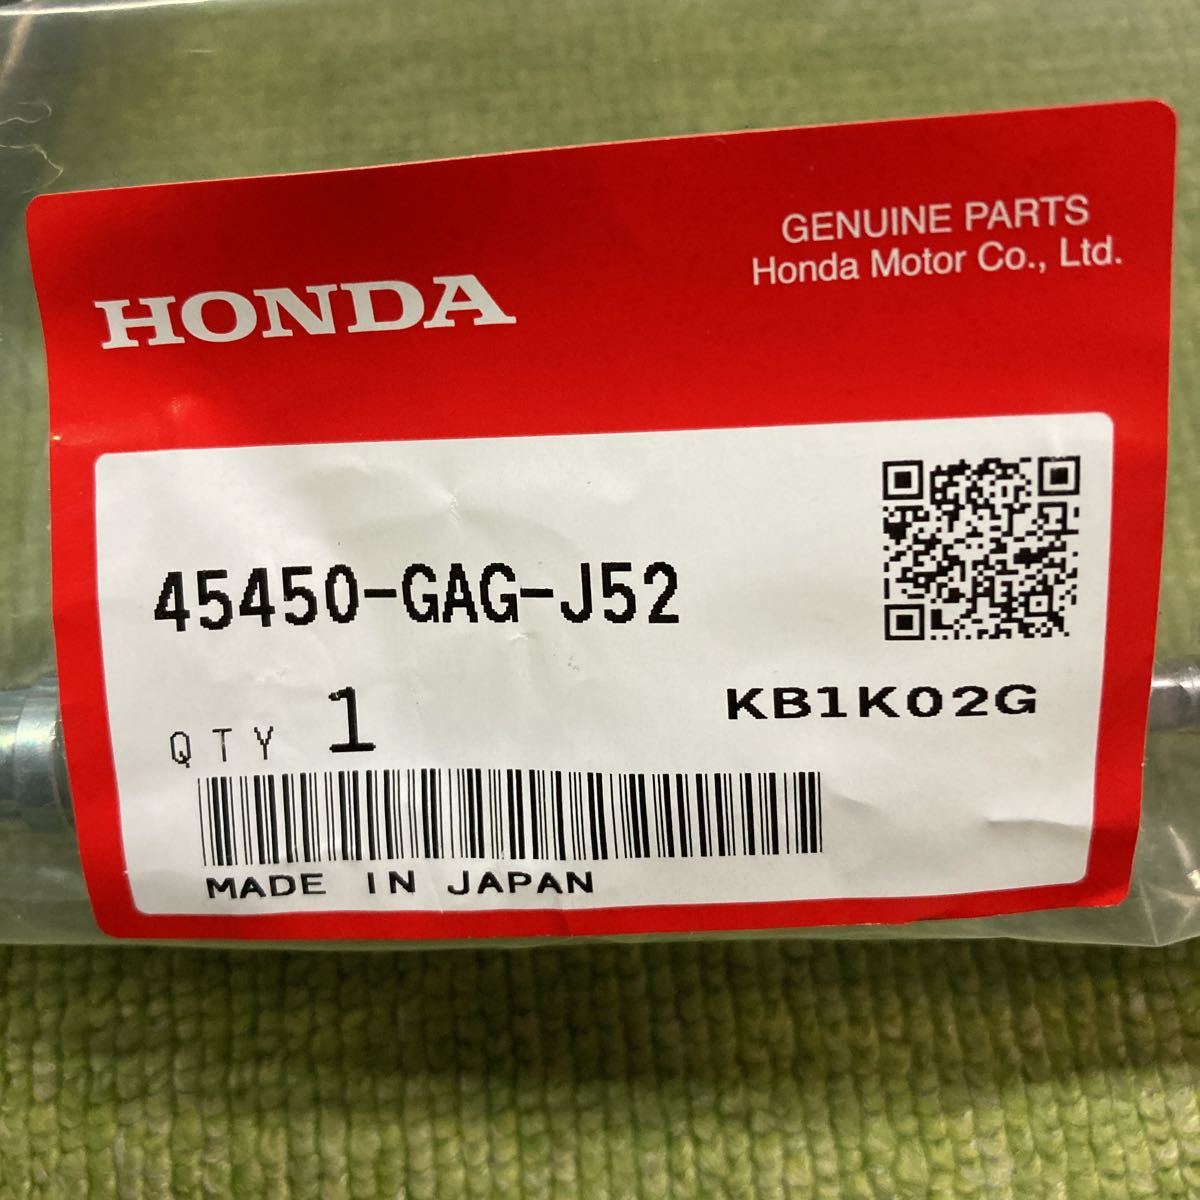 GENUINE PARTS
Honda Motor Co., Ltd.
HONDA
45450-GAG-J52
QTY 1
KB1K02G
MADE IN JAPAN